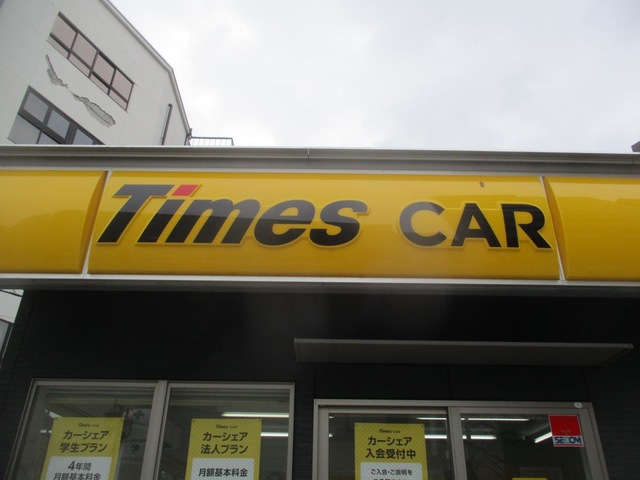 Times CAR
Times CAR
カーシェア
学生プラン
4年間
月額基本料金
Times CAR
カーシェア
法人プラン
月額基本料金
Times CAR
カーシェア
入会受付中
ご入会・ご説明を
SECOM